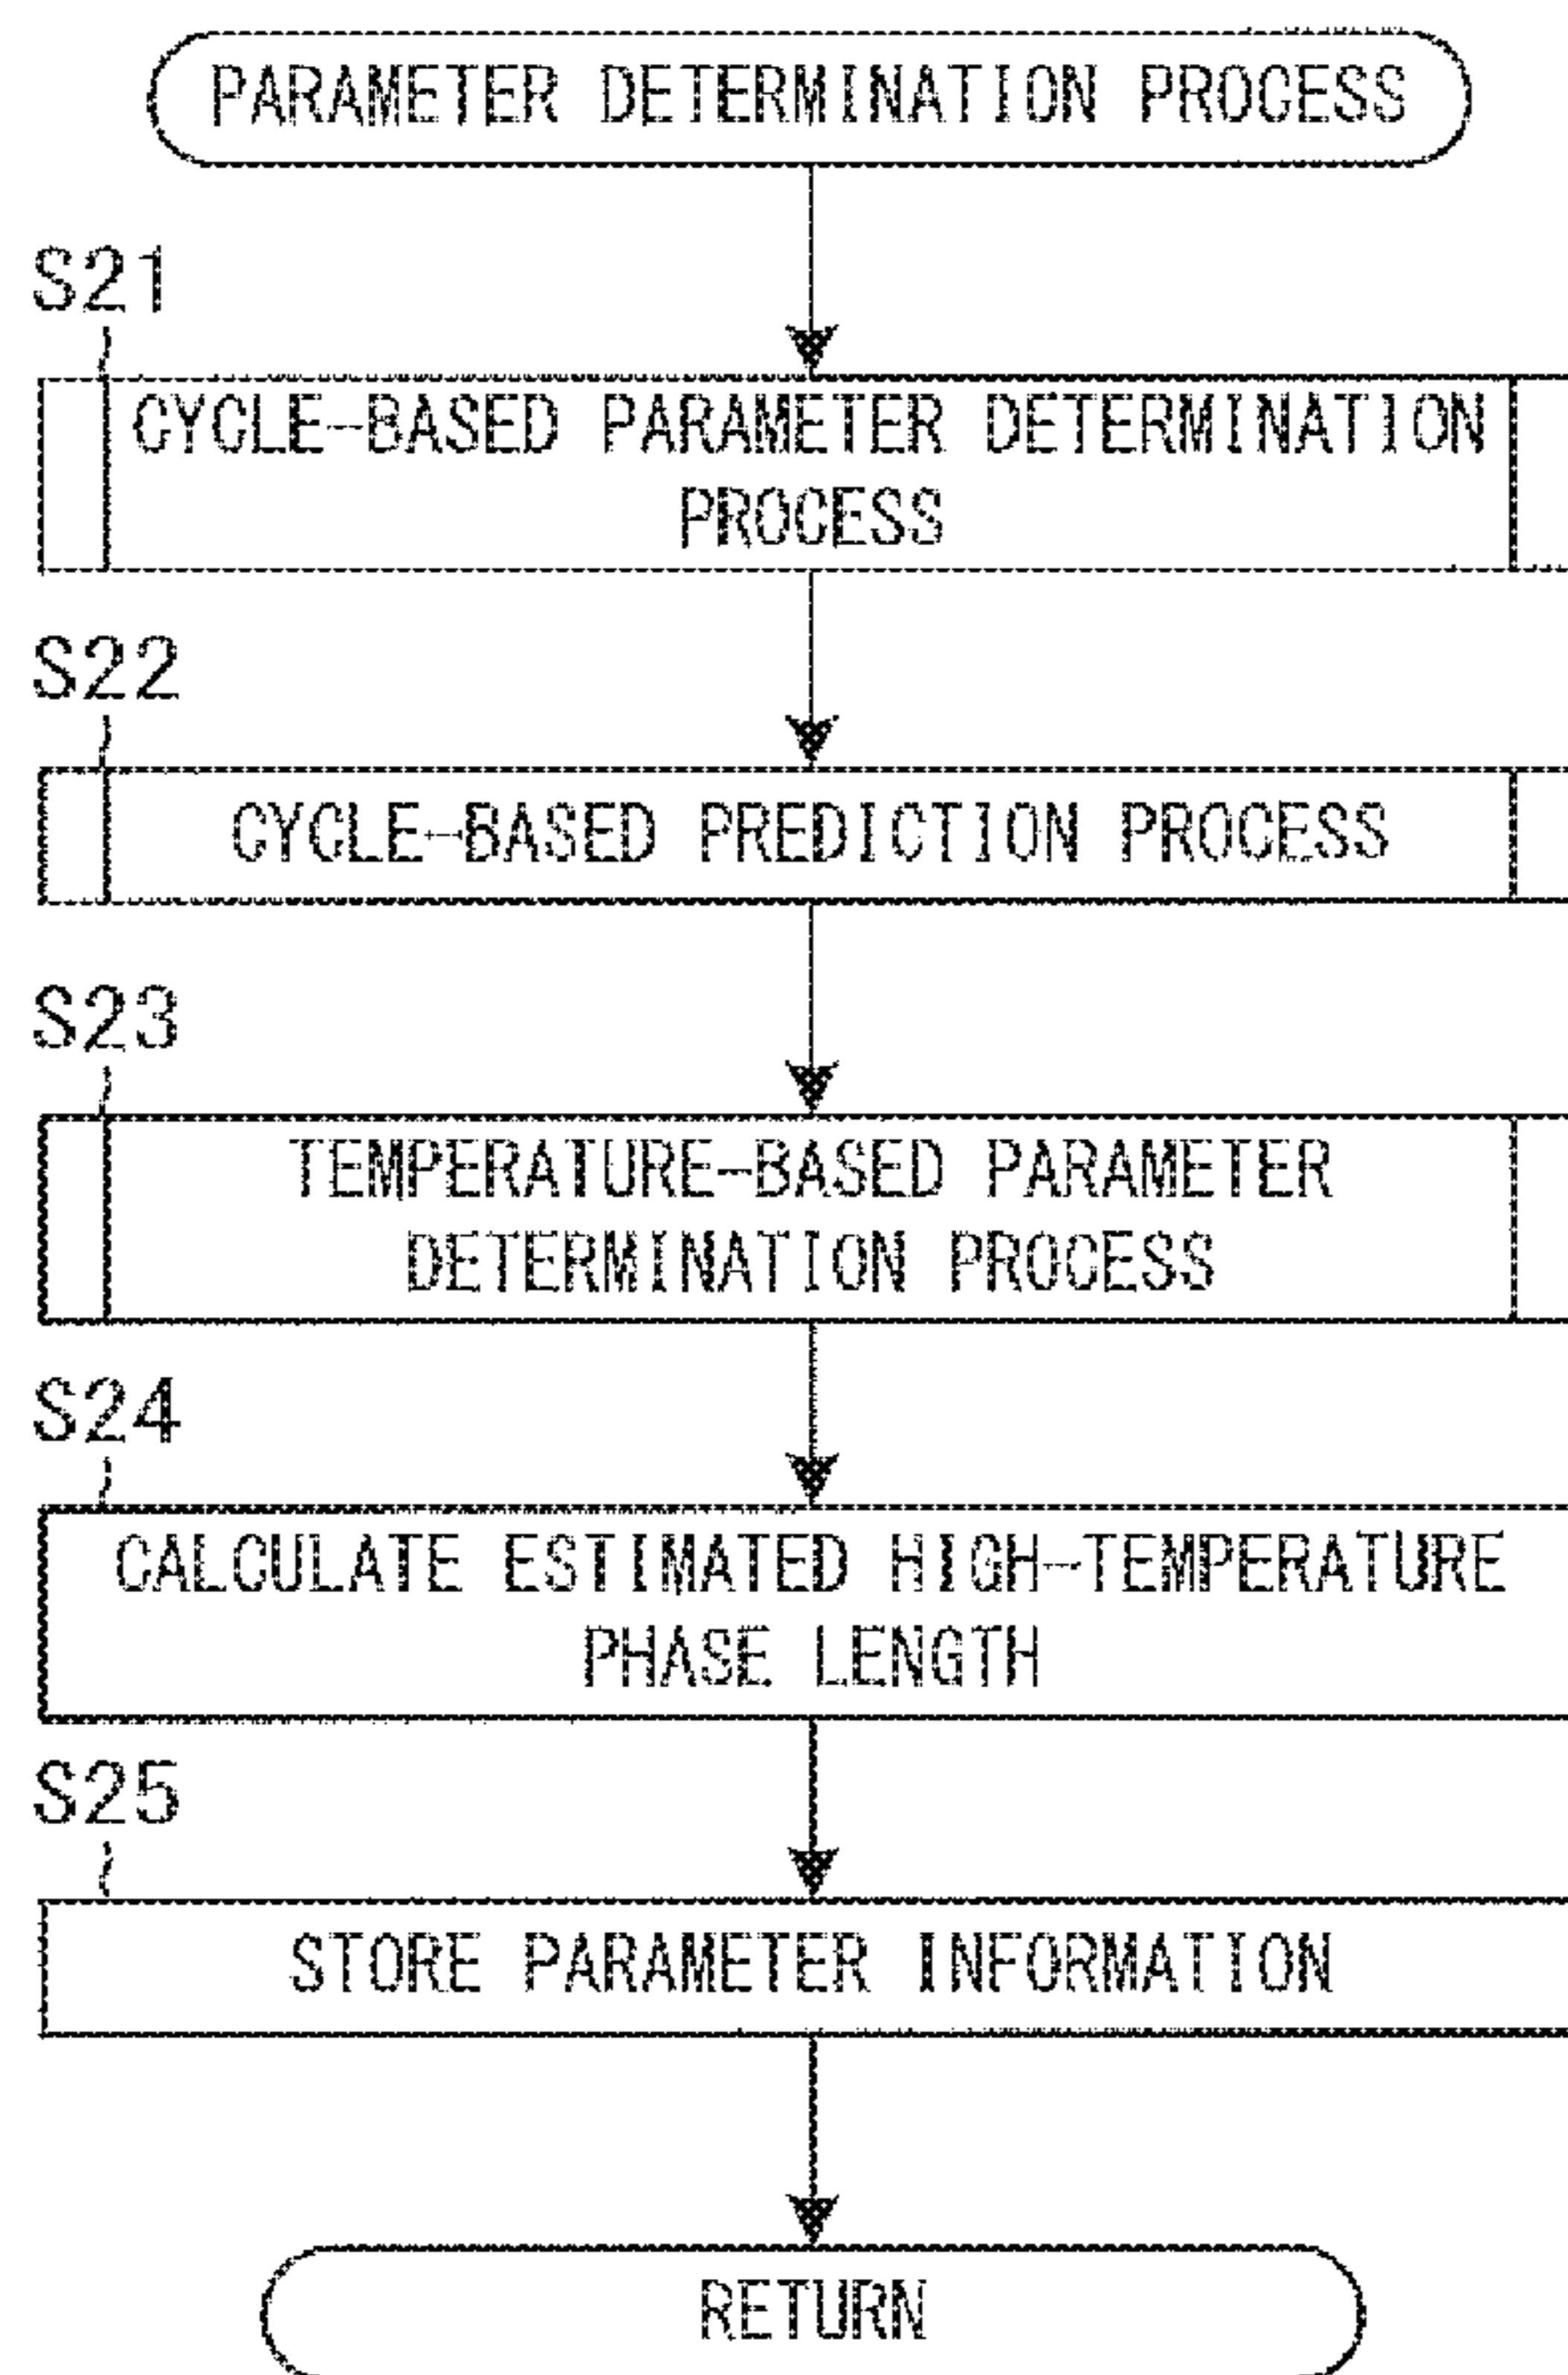 PARAMETER DETERMINATION PROCESS
S21
CYCLE-BASED PARAMETER DETERMINATION
PROCESS
S22
CYCLE-BASED PREDICTION PROCESS
S23
TEMPERATURE-BASED PARAMETER
DETERMINATION PROCESS
S24
CALCULATE ESTIMATED HIGH-TEMPERATURE
PHASE LENGTH
S25
STORE PARAMETER INFORMATION
RETURN